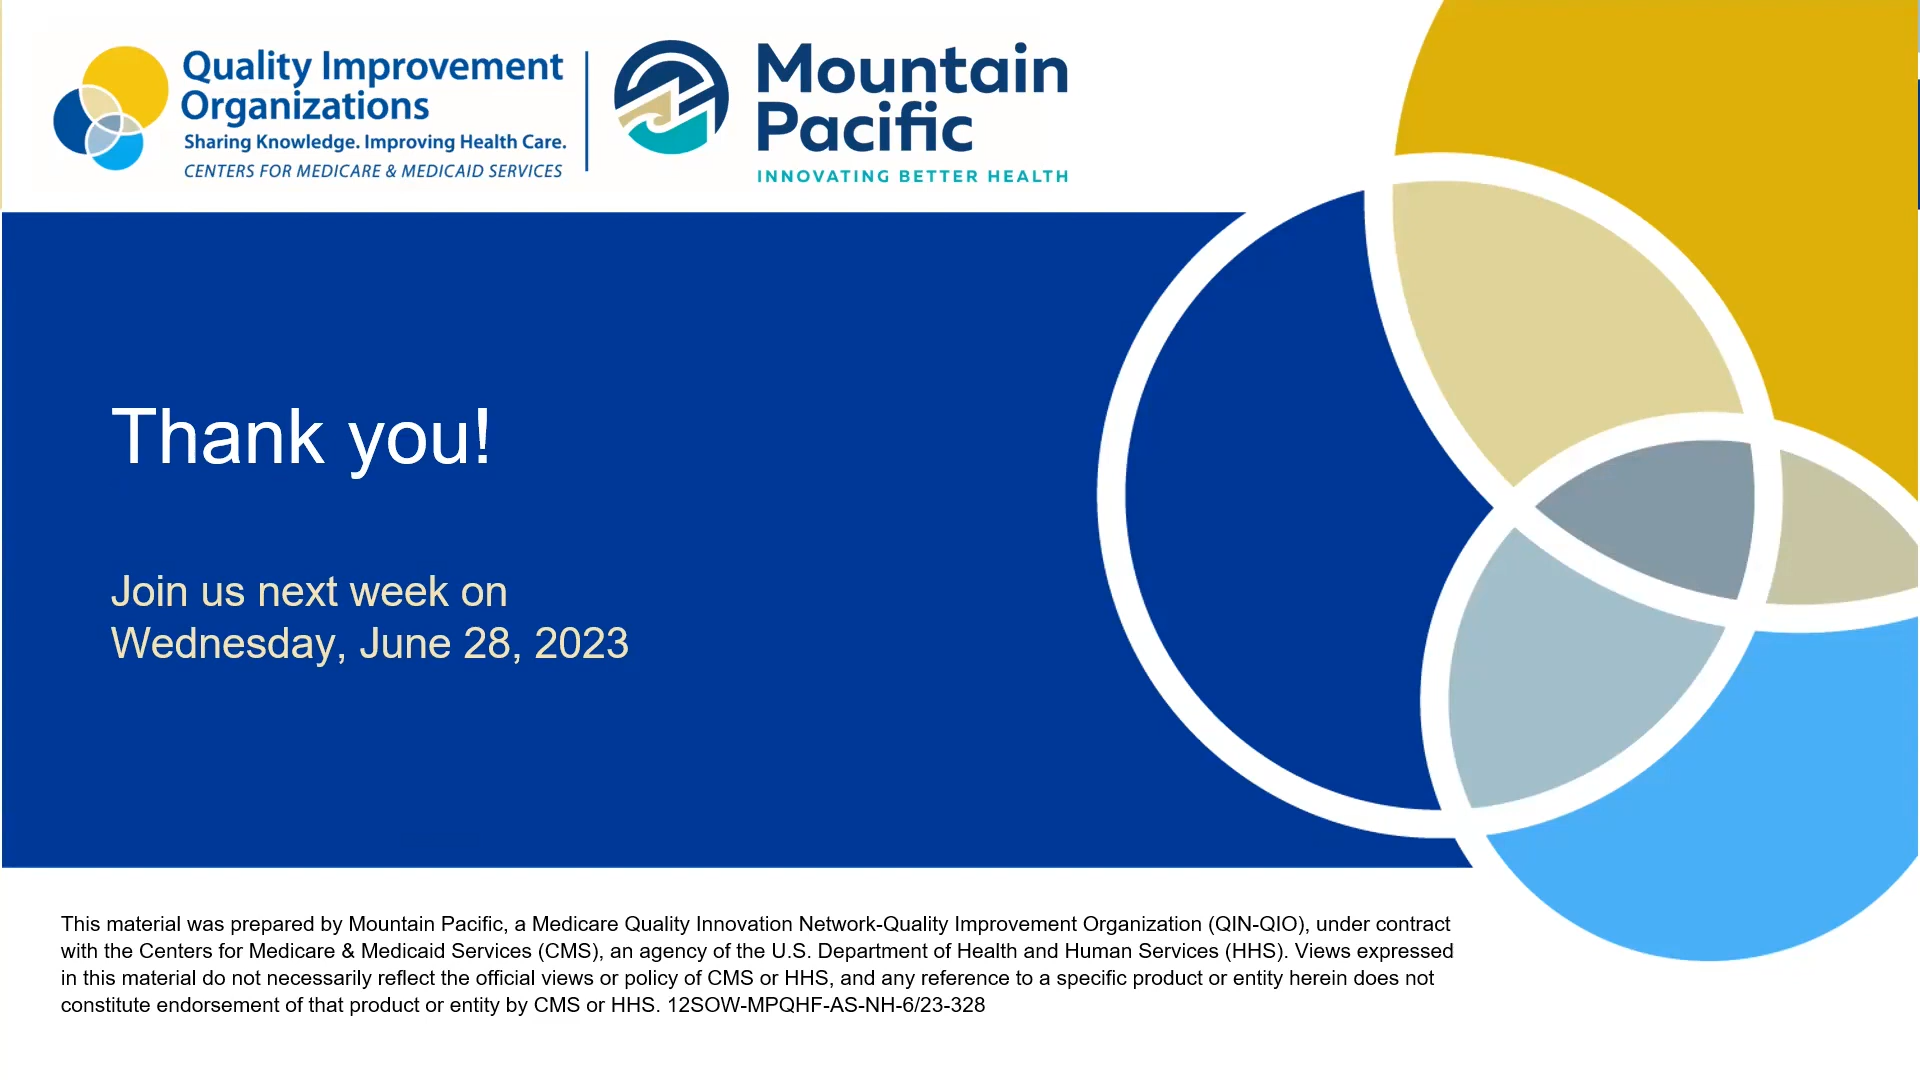 Quality Improvement
Organizations
Sharing Knowledge. Improving Health Care.
CENTERS FOR MEDICARE & MEDICAID SERVICES
Mountain
Pacific
INNOVATING BETTER HEALTH
Thank you!
Join us next week on
Wednesday, June 28, 2023
This material was prepared by Mountain Pacific, a Medicare Quality Innovation Network-Quality Improvement Organization (QIN-QIO), under contract
with the Centers for Medicare & Medicaid Services (CMS), an agency of the U.S. Department of Health and Human Services (HHS). Views expressed
in this material do not necessarily reflect the official views or policy of CMS or HHS, and any reference to a specific product or entity herein does not
constitute endorsement of that product or entity by CMS or HHS. 12SOW-MPQHF-AS-NH-6/23-328